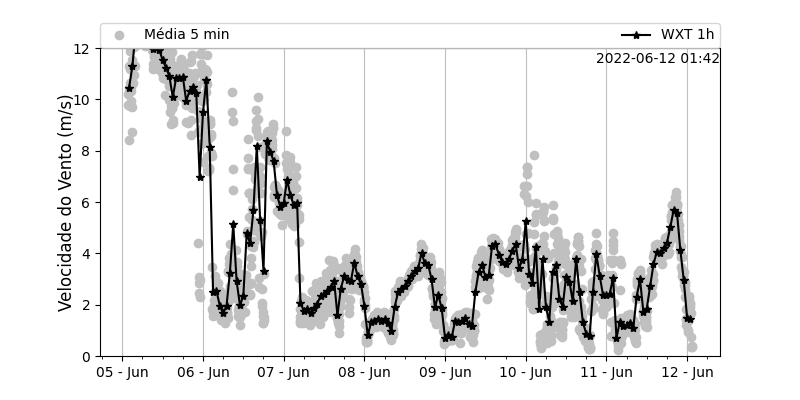 Média 5 min
WXT 1h
2022-06-12 01:42
Velocidade do Vento (m/s)
12
10
8
6
4
2
0
05 - Jun
06 - Jun
07 - Jun
08 - Jun
09 - Jun
10 - Jun
11 - Jun
12 - Jun